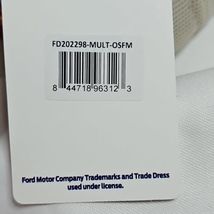 FD202298-MULT-OSFM
8 44718 96312 3
Ford Motor Company Trademarks and Trade Dress
used under license.